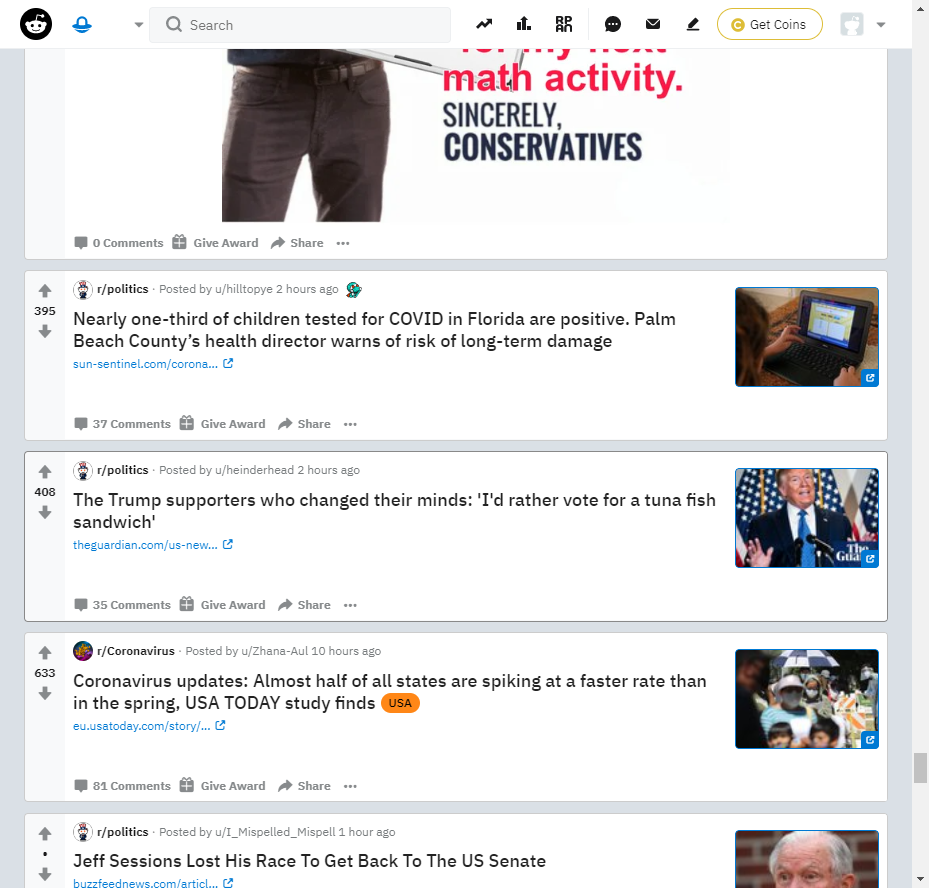 Search
Get Coins
for my next
math activity.
SINCERELY,
CONSERVATIVES
0 Comments Give Award Share
r/politics · Posted by u/hilltopye 2 hours ago
395
Nearly one-third of children tested for COVID in Florida are positive. Palm
Beach County’s health director warns of risk of long-term damage
sun-sentinel.com/corona...
37 Comments Give Award Share
r/politics · Posted by u/heinderhead 2 hours ago
408
The Trump supporters who changed their minds: 'I'd rather vote for a tuna fish
sandwich'
theguardian.com/us-new...
The
Guar
35 Comments Give Award Share
r/Coronavirus · Posted by u/Zhana-Aul 10 hours ago
633
Coronavirus updates: Almost half of all states are spiking at a faster rate than
in the spring, USA TODAY study finds USA
eu.usatoday.com/story/...
81 Comments Give Award Share
r/politics · Posted by u/I_Mispelled_Mispell 1 hour ago
•
Jeff Sessions Lost His Race To Get Back To The US Senate
buzzfeednews.com/articl...